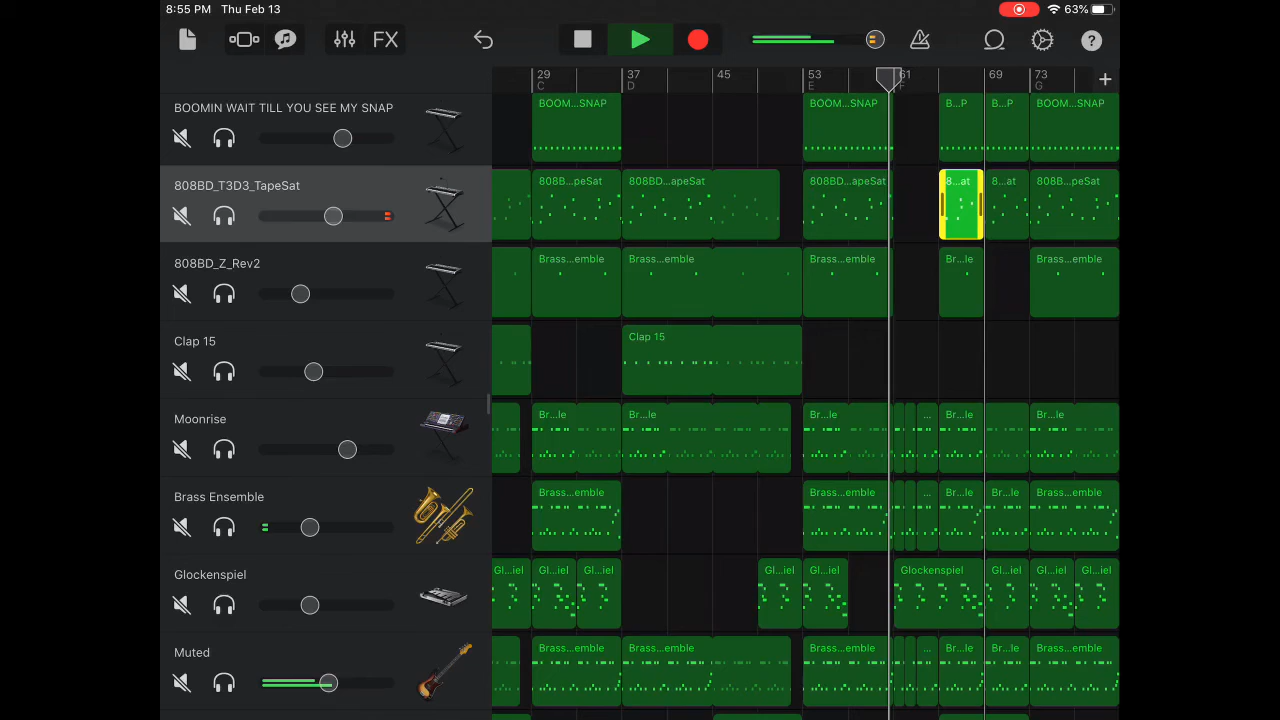 8:55 PM Thu Feb 13
63%
FX
?
29 37 45 53 61 69 73 +
C D E F G
BOOMIN WAIT TILL YOU SEE MY SNAP
BOOM...SNAP BOOM...SNAP B...P B...P BOOM...SNAP
808BD_T3D3_TapeSat
808B...peSat 808BD...apeSat 808BD...apeSat 8...at 8...at 808B...peSat
808BD_Z_Rev2
Brass...emble Brass...emble Brass...emble Br...le Brass...emble
Clap 15
Clap 15
Moonrise
Br...le Br...le Br...le ... Br...le Br...le Br...le
Brass Ensemble
Brass...emble Brass...emble ... Br...le Br...le Brass...emble
Glockenspiel
Gl...iel Gl...iel Gl...iel Gl...iel Gl...iel Glockenspiel Gl...iel Gl...iel Gl...iel
Muted
Brass...emble Brass...emble Brass...emble ... Br...le Br...le Brass...emble